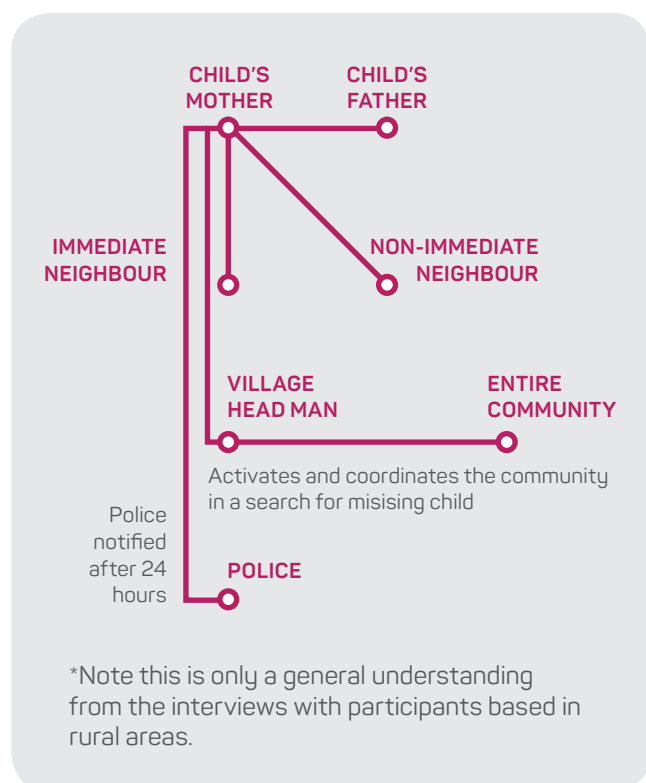 CHILD'S
MOTHER
CHILD'S
FATHER
IMMEDIATE
NEIGHBOUR
NON-IMMEDIATE
NEIGHBOUR
VILLAGE
HEAD MAN
ENTIRE
COMMUNITY
Activates and coordinates the community
in a search for misising child
Police
notified
after 24
hours
POLICE
*Note this is only a general understanding
from the interviews with participants based in
rural areas.